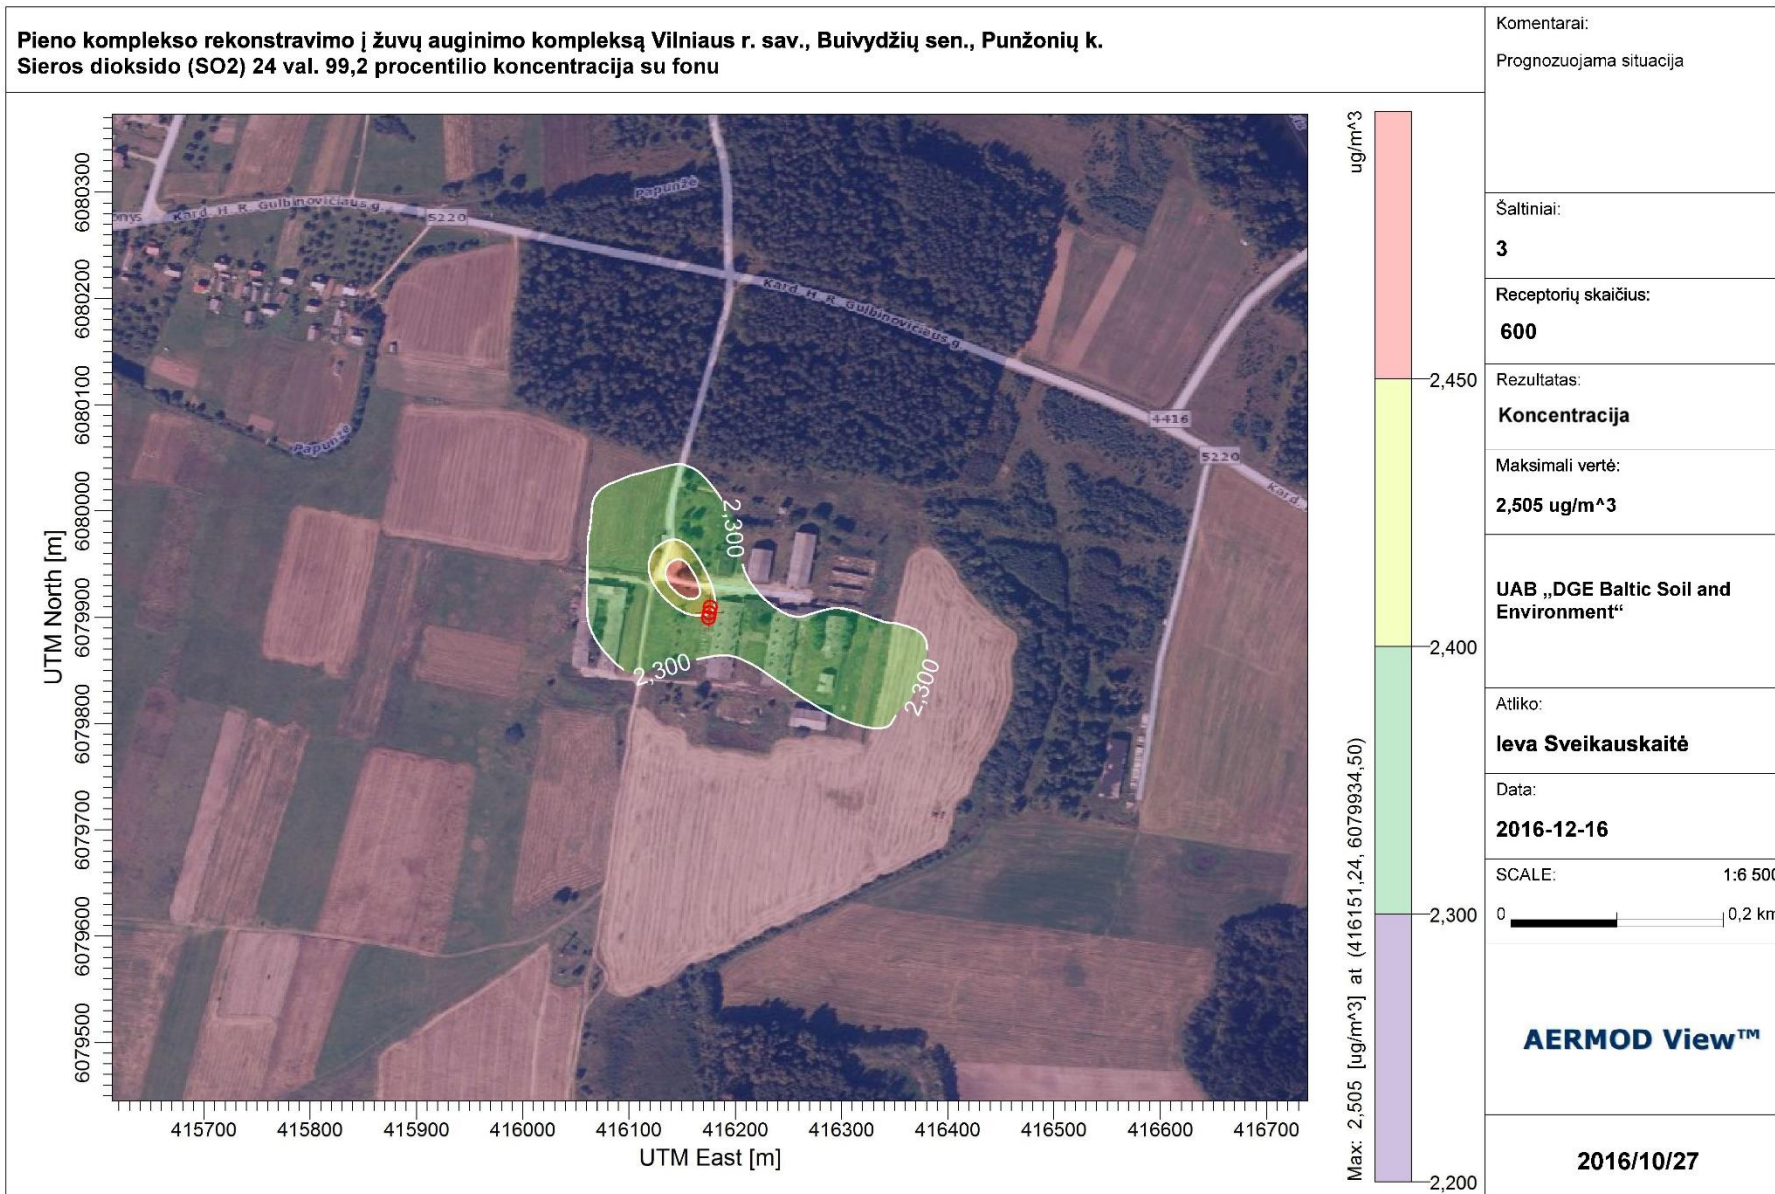 Pieno komplekso rekonstravimo į žuvų auginimo kompleksą Vilniaus r. sav., Buivydžių sen., Punžonių k.
Sieros dioksido (SO2) 24 val. 99,2 procentilio koncentracija su fonu
Komentarai:
Prognozuojama situacija
Šaltiniai:
3
Receptorių skaičius:
600
Rezultatas:
Koncentracija
Maksimali vertė:
2,505 ug/m^3
UAB „DGE Baltic Soil and
Environment“
Atliko:
Ieva Sveikauskaitė
Data:
2016-12-16
SCALE:
1:6 500
0
0,2 km
AERMOD View™
2016/10/27
UTM North [m]
6080300
6080200
6080100
6080000
6079900
6079800
6079700
6079600
6079500
415700
415800
415900
416000
416100
416200
416300
416400
416500
416600
416700
UTM East [m]
Papunžė
Kard. H. R. Gulbinovičiaus g.
5220
Kard. H. R. Gulbinovičiaus g.
Papunžė
4416
5220
Kard.
2,300
2,300
2,300
ug/m^3
2,450
2,400
2,300
2,200
Max: 2,505 [ug/m^3] at (416151,24, 6079934,50)